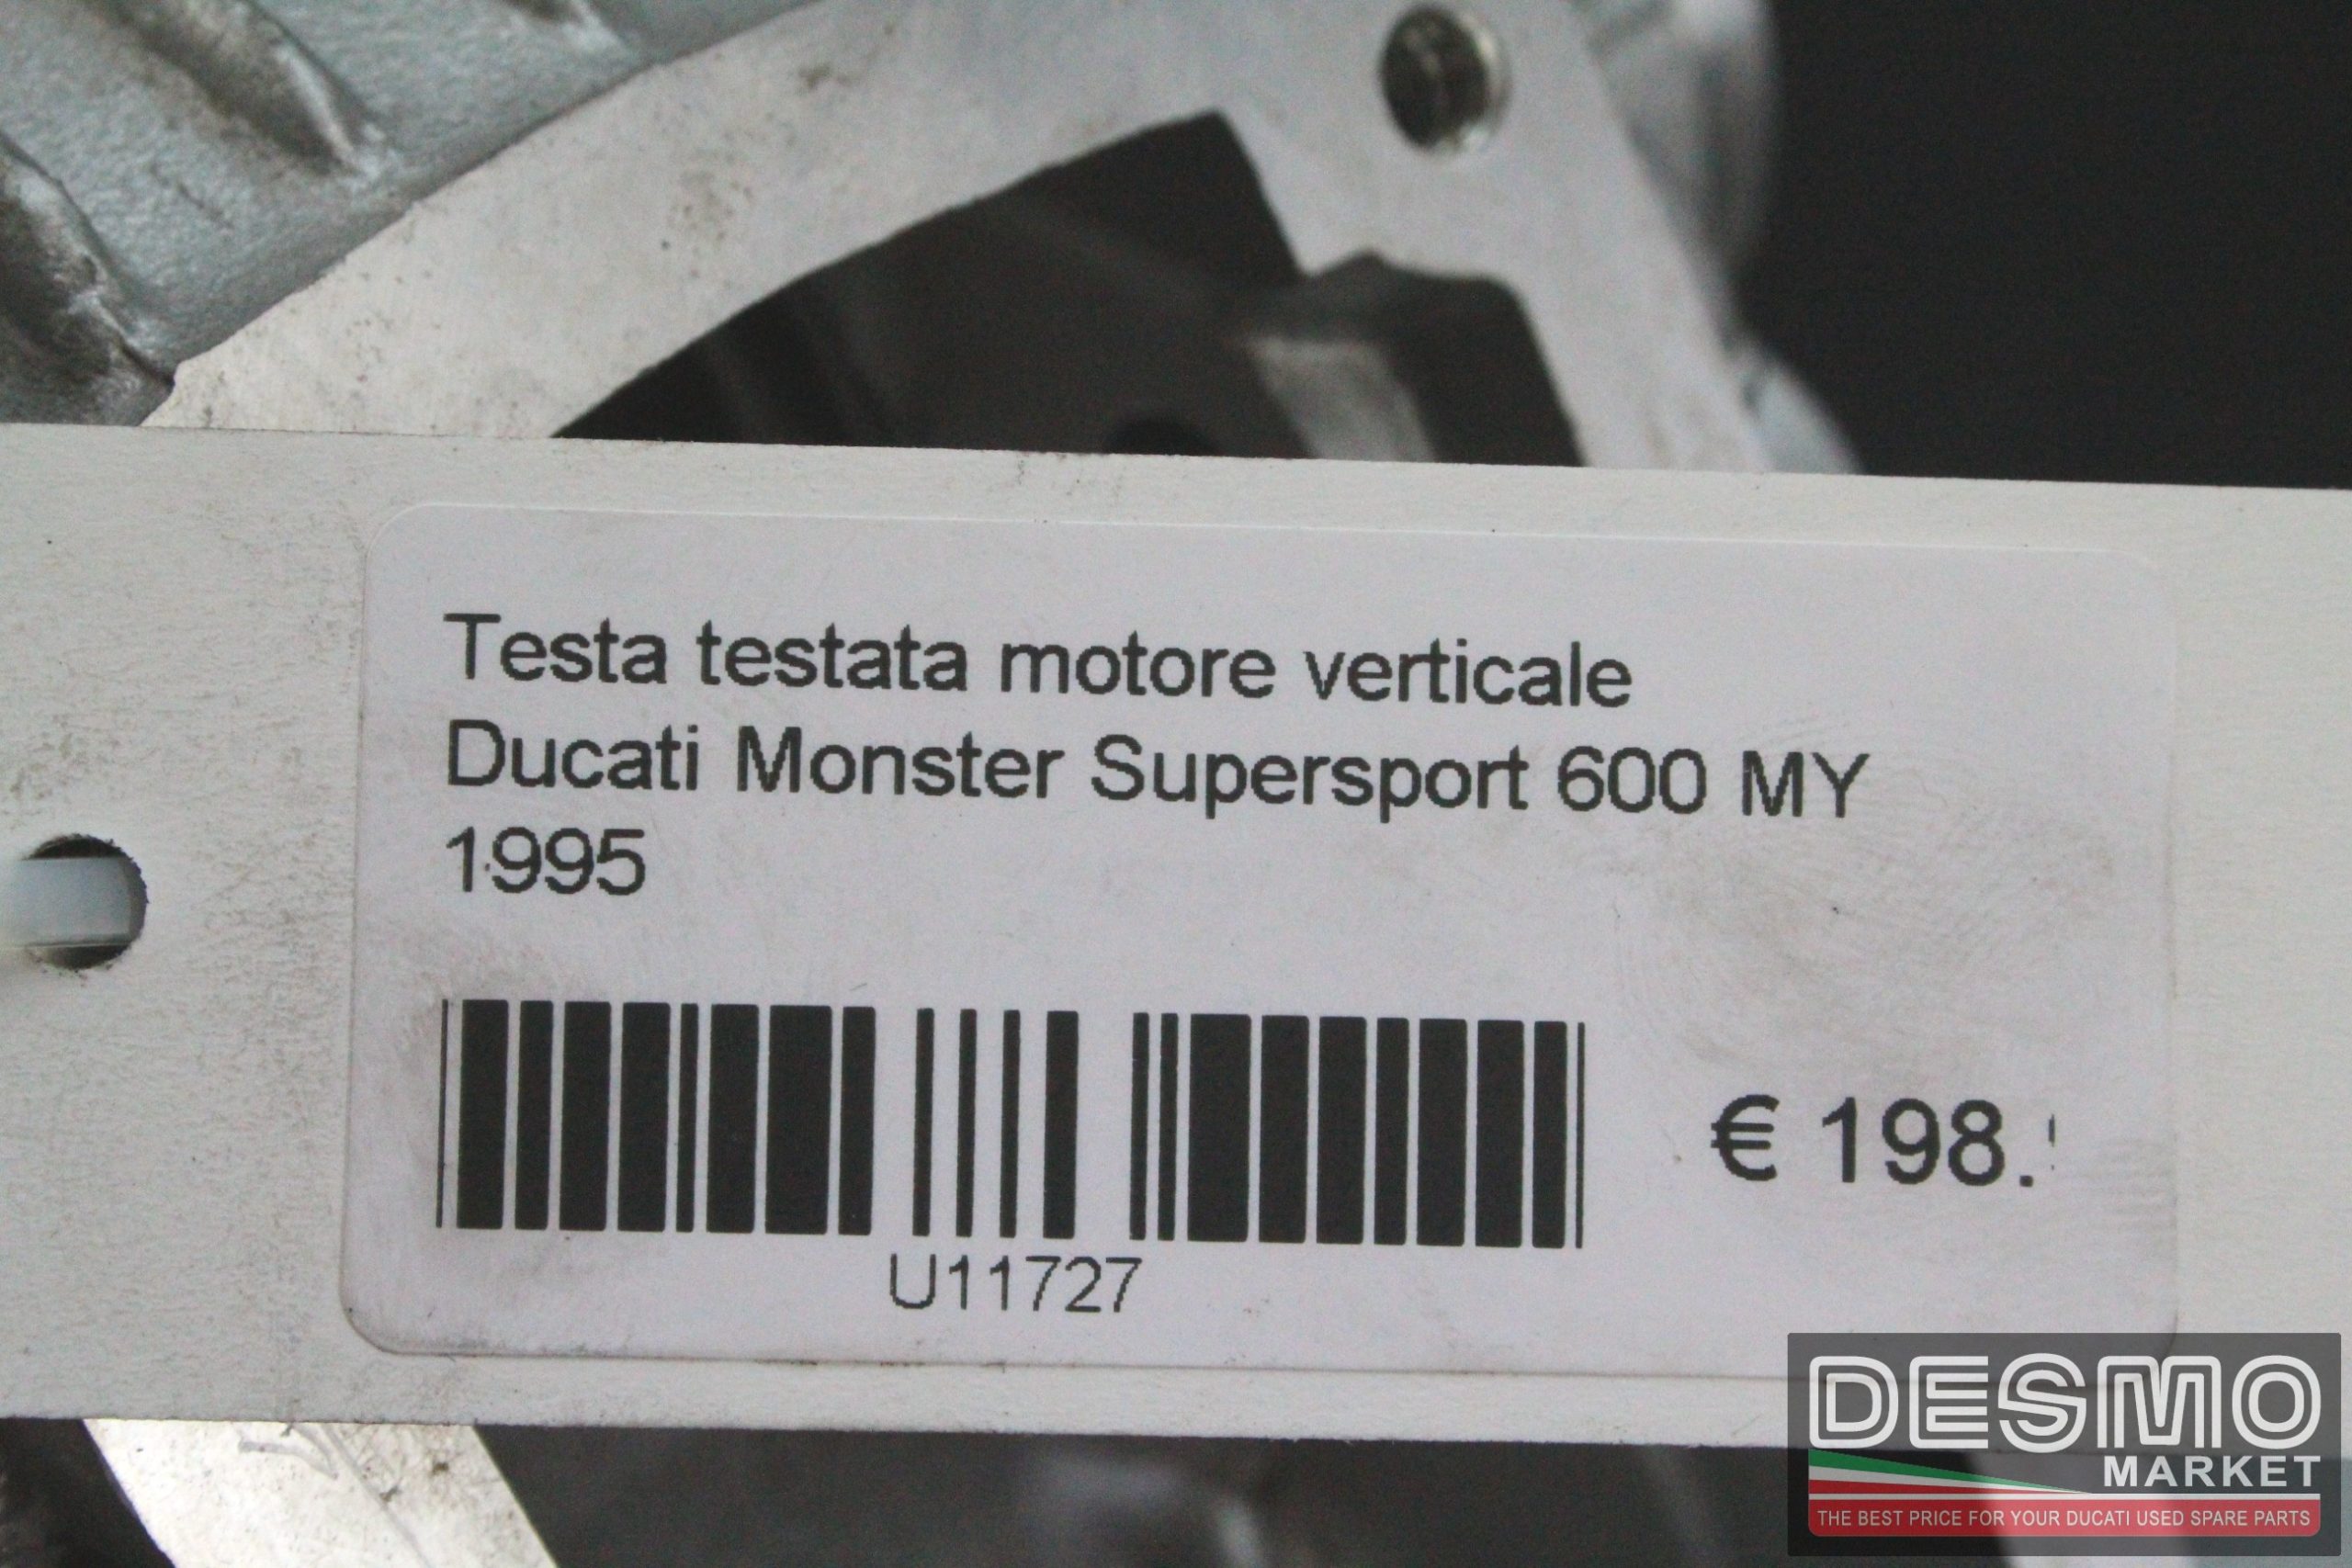 Testa testata motore verticale
Ducati Monster Supersport 600 MY
1995
€ 198.
U11727
DESMO
MARKET
THE BEST PRICE FOR YOUR DUCATI USED SPARE PARTS